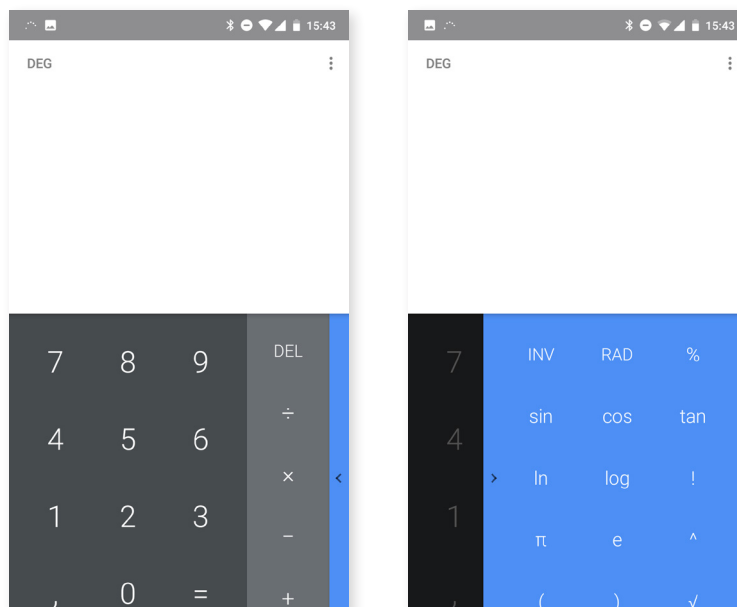 15:43
DEG
7 8 9 DEL
÷
4 5 6
×
1 2 3
−
, 0 = +
15:43
DEG
7 INV RAD %
sin cos tan
4
ln log !
1
π e ^
, ( ) √